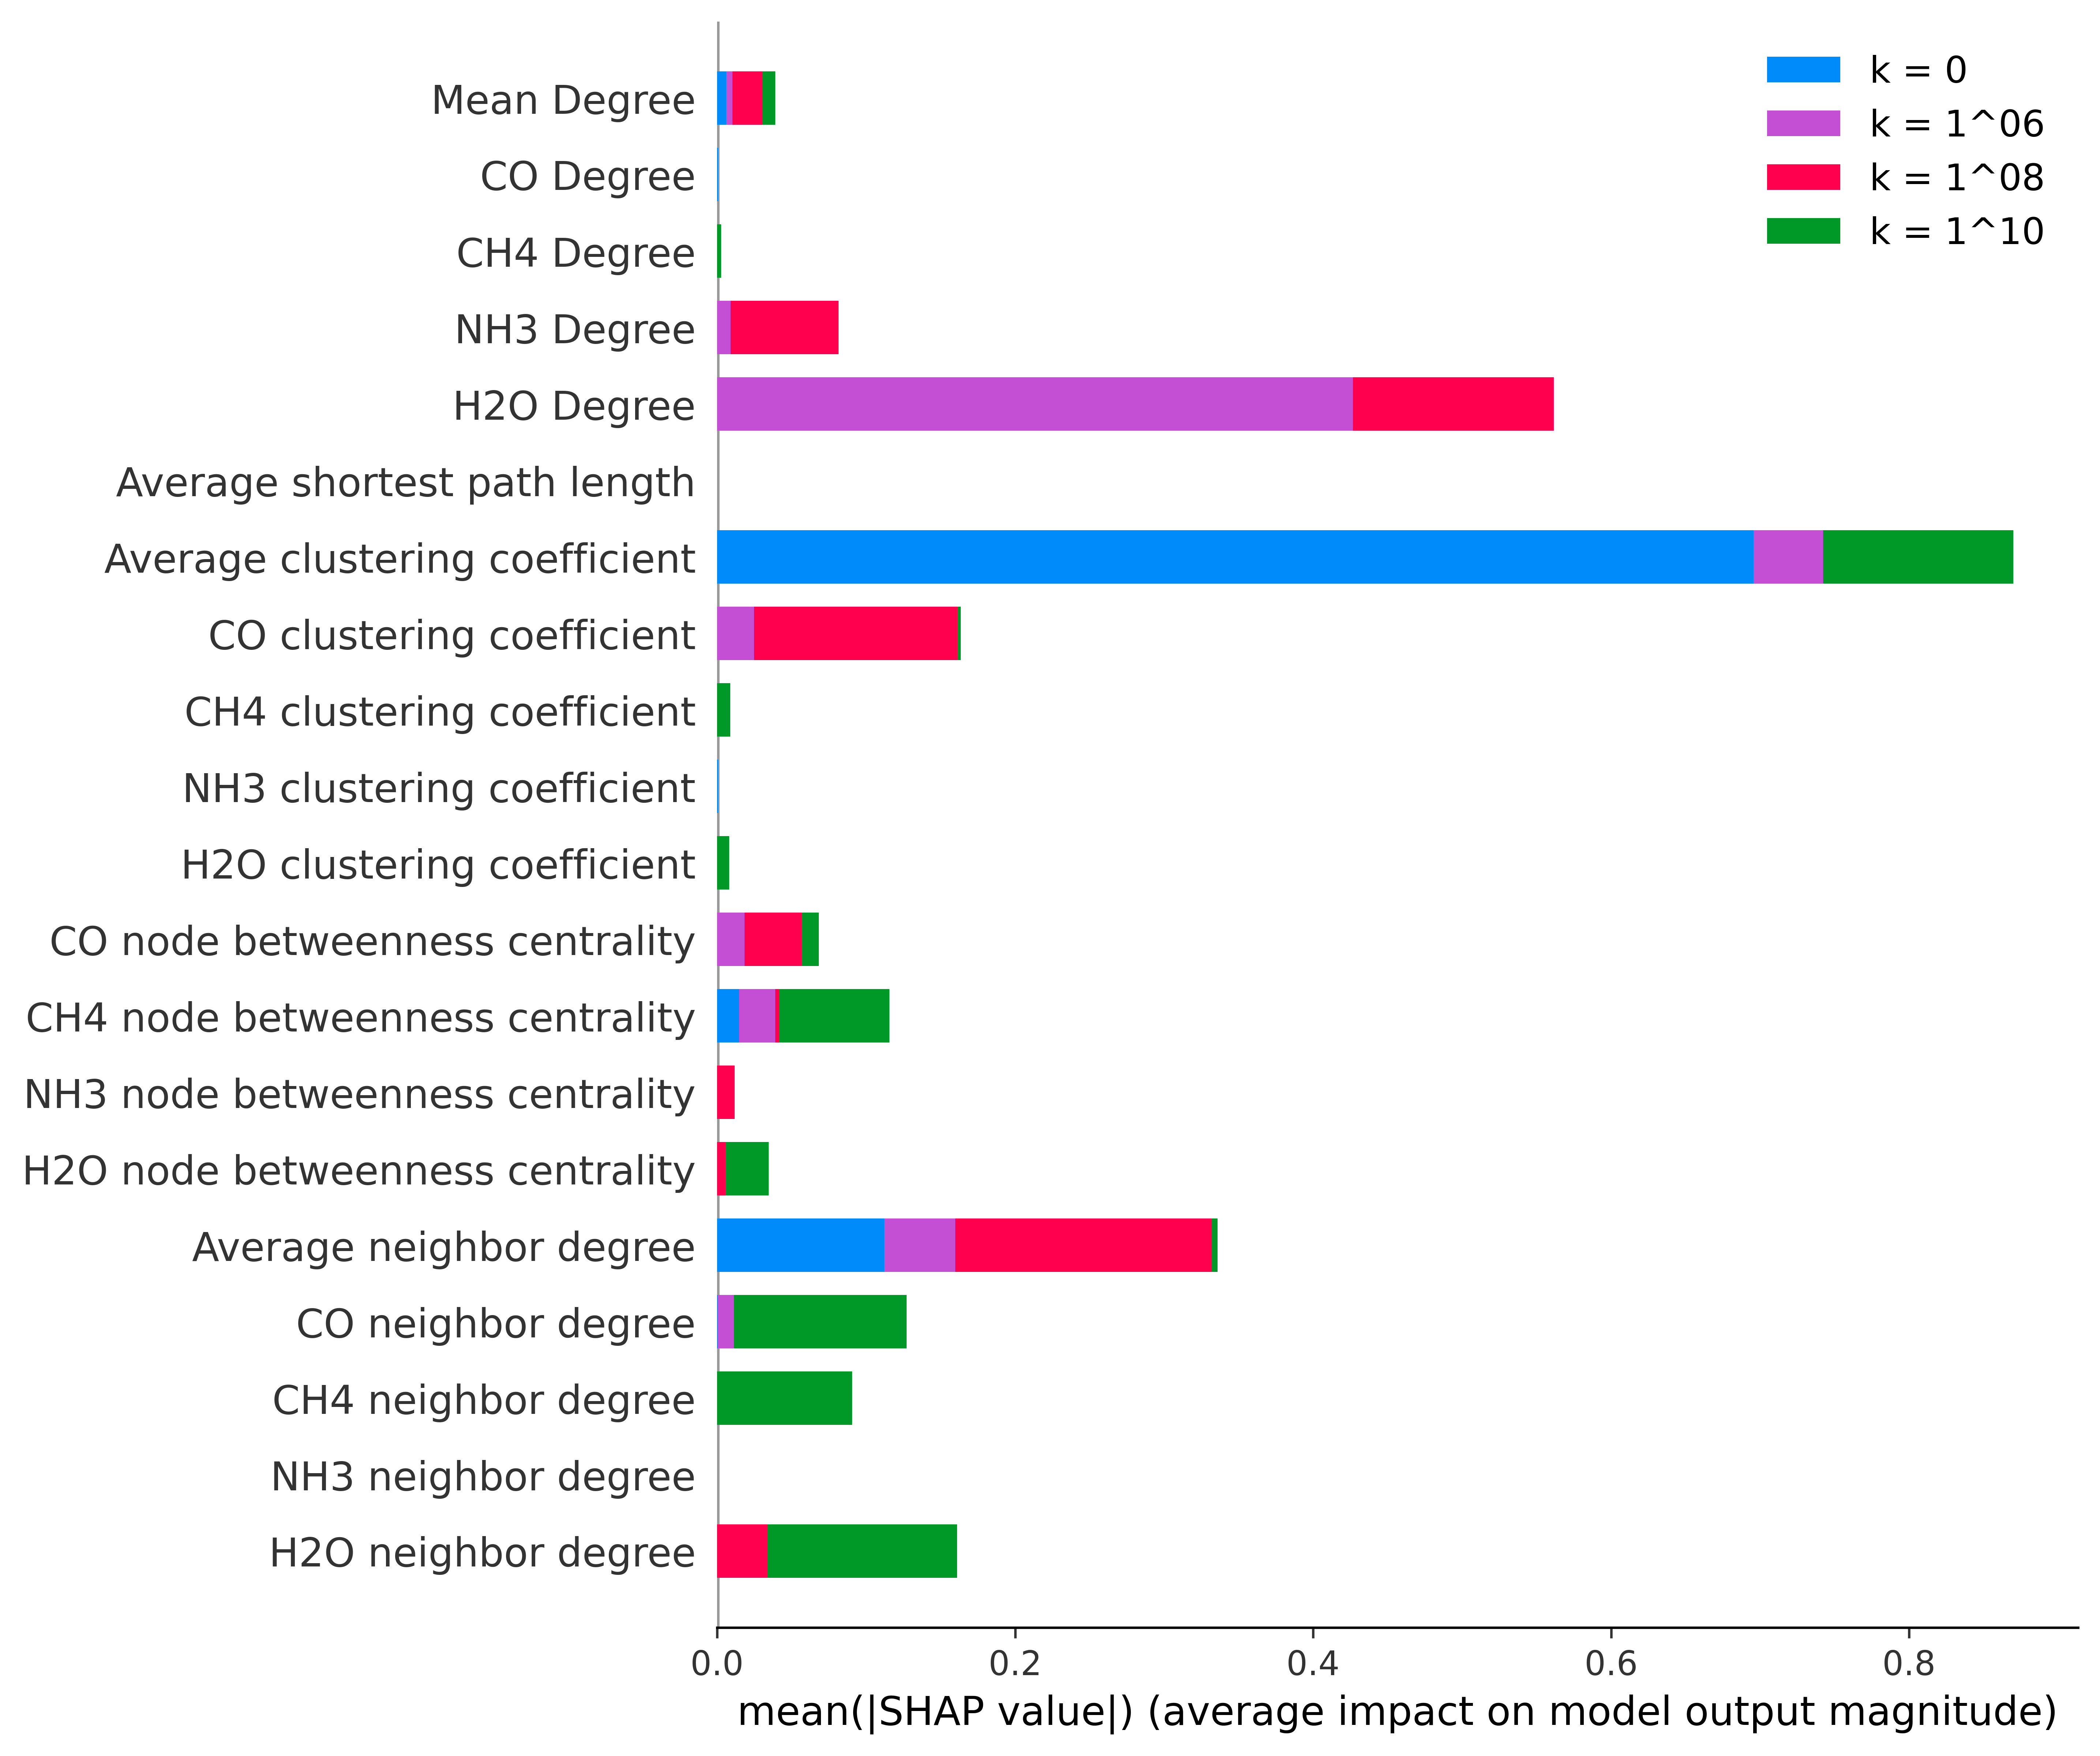 k = 0
k = 1^06
k = 1^08
k = 1^10
Mean Degree
CO Degree
CH4 Degree
NH3 Degree
H2O Degree
Average shortest path length
Average clustering coefficient
CO clustering coefficient
CH4 clustering coefficient
NH3 clustering coefficient
H2O clustering coefficient
CO node betweenness centrality
CH4 node betweenness centrality
NH3 node betweenness centrality
H2O node betweenness centrality
Average neighbor degree
CO neighbor degree
CH4 neighbor degree
NH3 neighbor degree
H2O neighbor degree
0.0 0.2 0.4 0.6 0.8
mean(|SHAP value|) (average impact on model output magnitude)